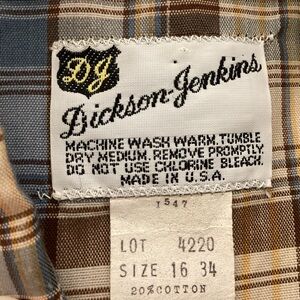 DJ
Dickson-Jenkins
MACHINE WASH WARM. TUMBLE
DRY MEDIUM. REMOVE PROMPTLY.
DO NOT USE CHLORINE BLEACH.
MADE IN U.S.A.
1547
LOT 4220
SIZE 16 34
20%COTTON